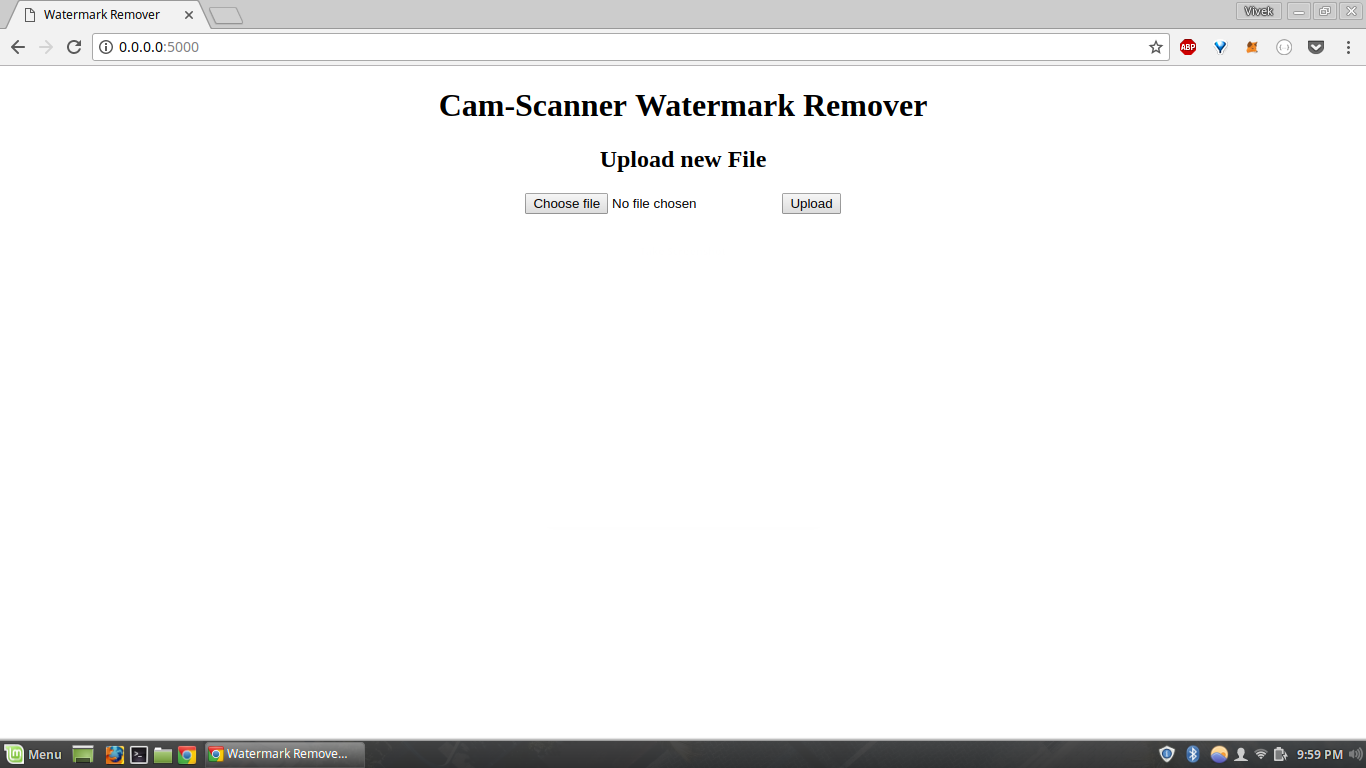 Watermark Remover
Vivek
0.0.0.0:5000
ABP
Cam-Scanner Watermark Remover
Upload new File
Choose file No file chosen Upload
Menu
Watermark Remove...
9:59 PM